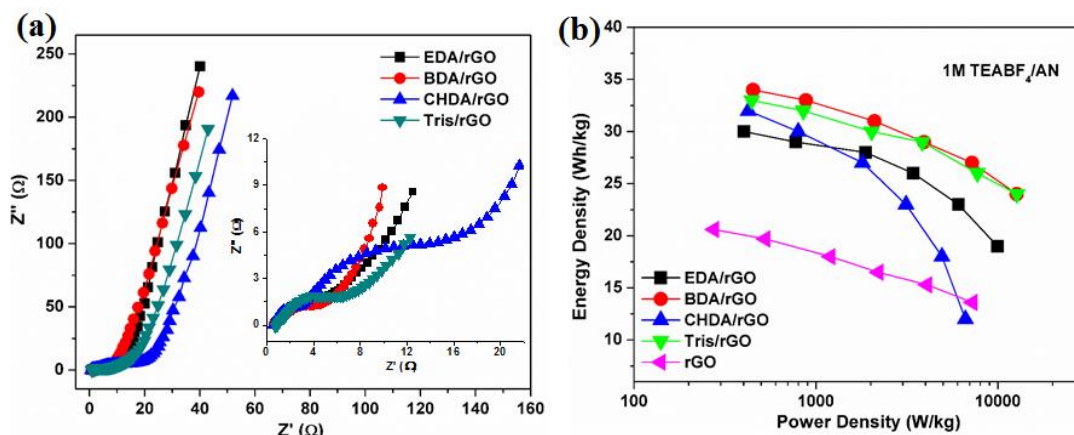 (a)
250
200
150
100
50
0
Z'' (Ω)
EDA/rGO
BDA/rGO
CHDA/rGO
Tris/rGO
12
9
6
3
0
Z'' (Ω)
0 4 8 12 16 20
Z' (Ω)
0 20 40 60 80 100 120 140 160
Z' (Ω)
(b)
40
35
30
25
20
15
10
Energy Density (Wh/kg)
1M TEABF₄/AN
EDA/rGO
BDA/rGO
CHDA/rGO
Tris/rGO
rGO
100 1000 10000
Power Density (W/kg)